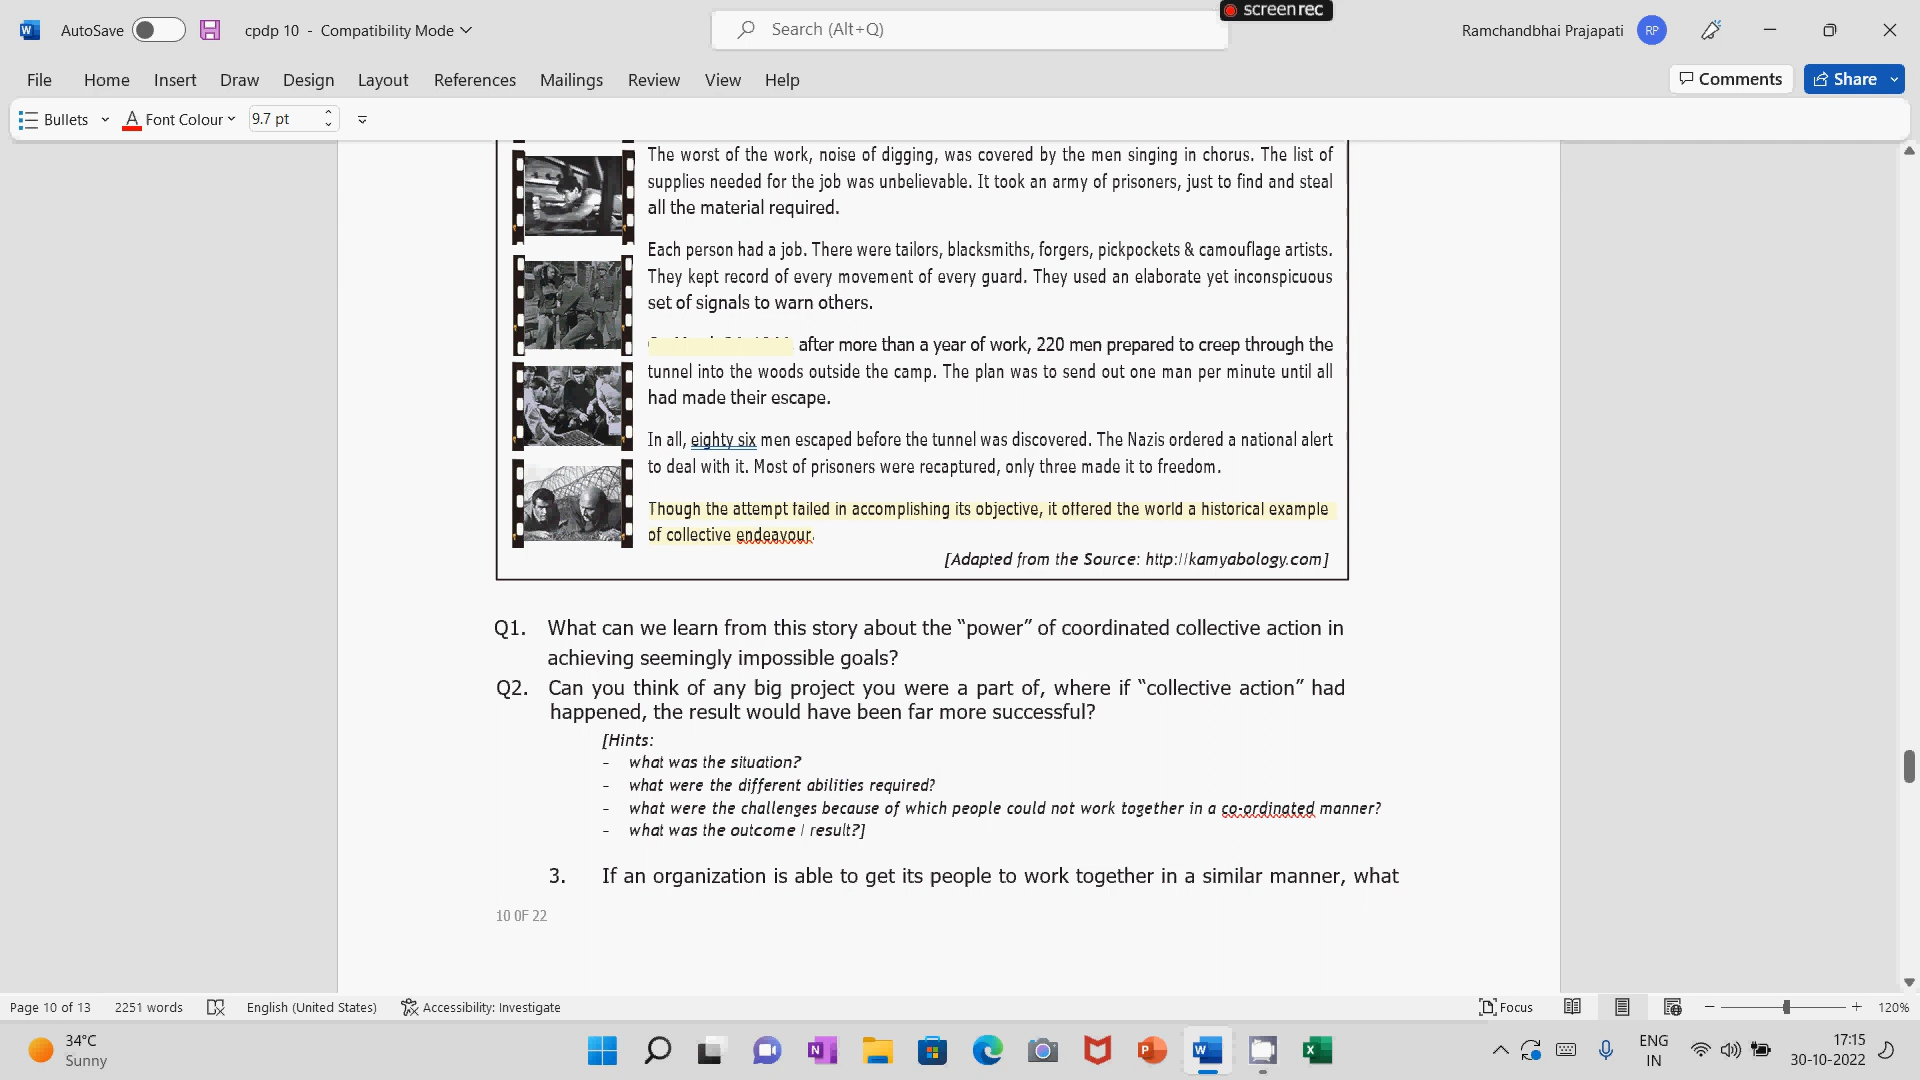 screenrec
AutoSave
cpdp 10 - Compatibility Mode
Search (Alt+Q)
Ramchandbhai Prajapati
RP
File Home Insert Draw Design Layout References Mailings Review View Help
Comments
Share
Bullets
A Font Colour
9.7 pt
The worst of the work, noise of digging, was covered by the men singing in chorus. The list of
supplies needed for the job was unbelievable. It took an army of prisoners, just to find and steal
all the material required.
Each person had a job. There were tailors, blacksmiths, forgers, pickpockets & camouflage artists.
They kept record of every movement of every guard. They used an elaborate yet inconspicuous
set of signals to warn others.
after more than a year of work, 220 men prepared to creep through the
tunnel into the woods outside the camp. The plan was to send out one man per minute until all
had made their escape.
In all, eighty six men escaped before the tunnel was discovered. The Nazis ordered a national alert
to deal with it. Most of prisoners were recaptured, only three made it to freedom.
Though the attempt failed in accomplishing its objective, it offered the world a historical example
of collective endeavour.
[Adapted from the Source: http://kamyabology.com]
Q1. What can we learn from this story about the “power” of coordinated collective action in
achieving seemingly impossible goals?
Q2. Can you think of any big project you were a part of, where if “collective action” had
happened, the result would have been far more successful?
[Hints:
- what was the situation?
- what were the different abilities required?
- what were the challenges because of which people could not work together in a co-ordinated manner?
- what was the outcome / result?]
3. If an organization is able to get its people to work together in a similar manner, what
10 0F 22
Page 10 of 13
2251 words
English (United States)
Accessibility: Investigate
Focus
120%
34°C
Sunny
ENG
IN
17:15
30-10-2022